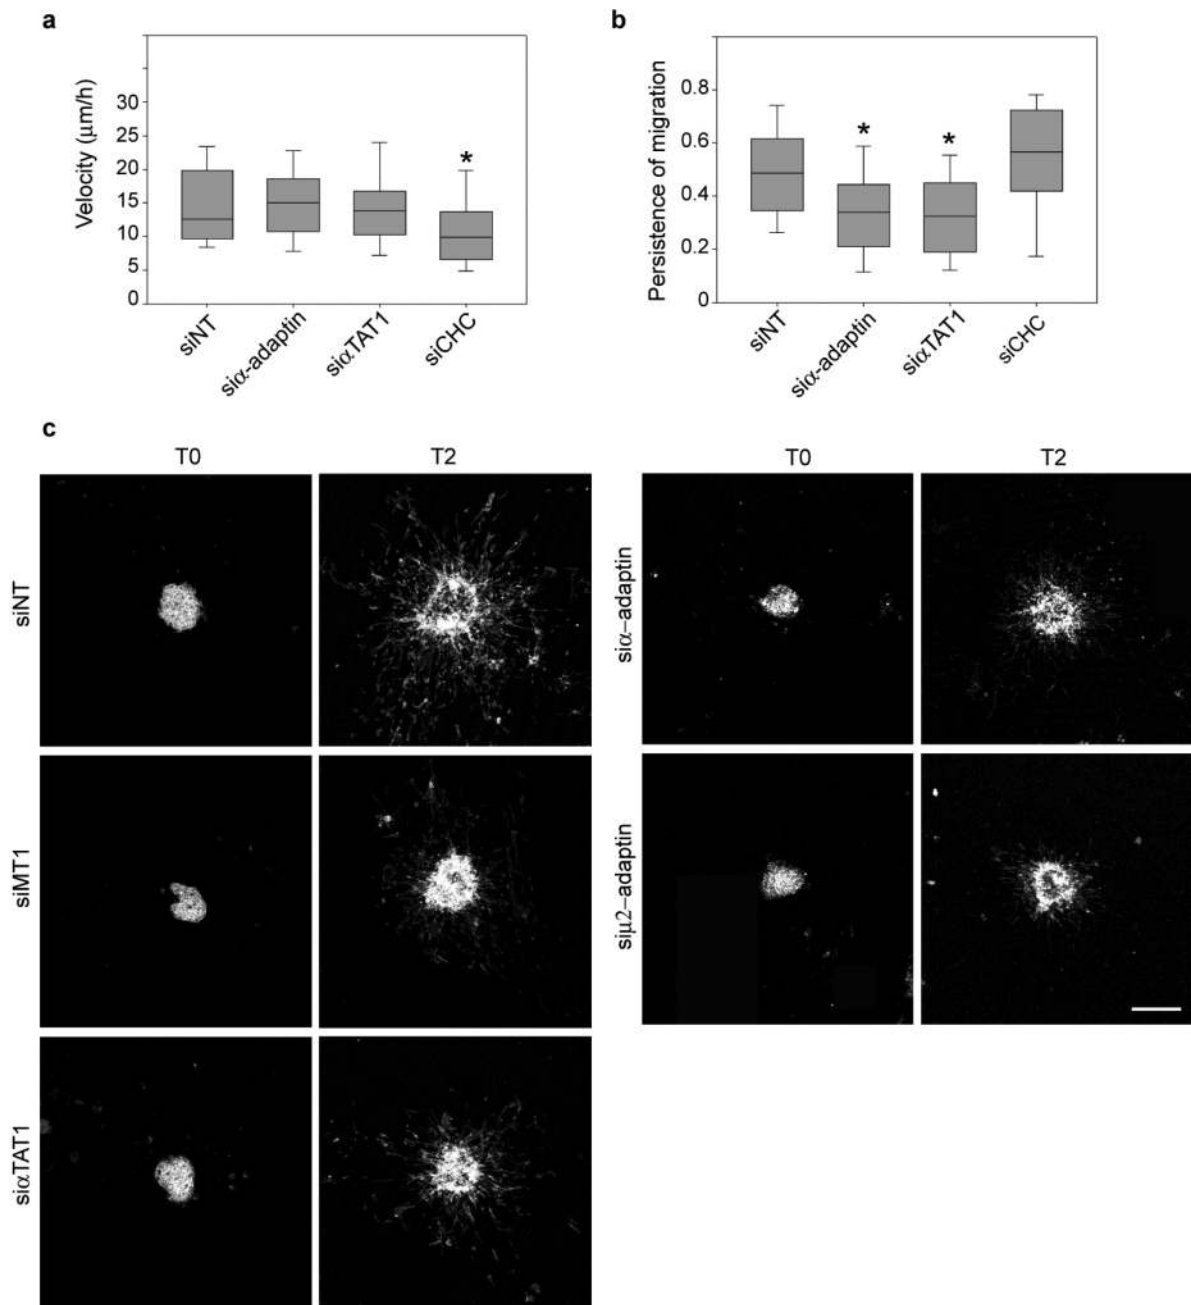 a
Velocity (μm/h)
30
25
20
15
10
5
0
*
siNT
siα-adaptin
siαTAT1
siCHC
b
Persistence of migration
0.8
0.6
0.4
0.2
0
*
*
siNT
siα-adaptin
siαTAT1
siCHC
c
T0
T2
T0
T2
siNT
siα–adaptin
siMT1
siμ2–adaptin
siαTAT1